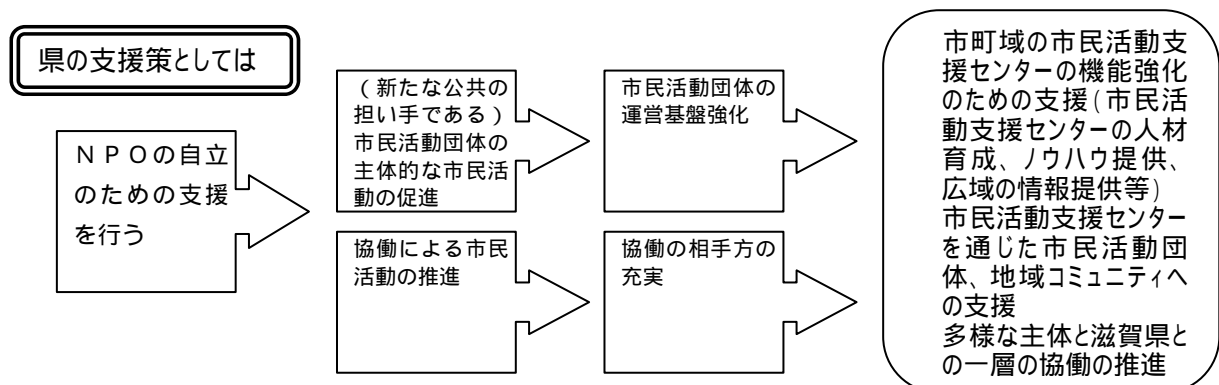 県の支援策としては
ＮＰＯの自立
のための支援
を行う
（新たな公共の
担い手である）
市民活動団体の
主体的な市民活
動の促進
市民活動団体の
運営基盤強化
協働による市民
活動の推進
協働の相手方の
充実
市町域の市民活動支
援センターの機能強化
のための支援（市民活
動支援センターの人材
育成、ノウハウ提供、
広域の情報提供等）
市民活動支援センター
を通じた市民活動団
体、地域コミュニティへ
の支援
多様な主体と滋賀県と
の一層の協働の推進